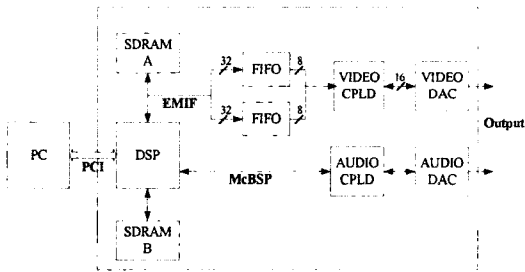 SDRAM
A
32
FIFO
8
EMIF
32
FIFO
8
VIDEO
CPLD
16
VIDEO
DAC
Output
PC
PCI
DSP
McBSP
AUDIO
CPLD
AUDIO
DAC
SDRAM
B